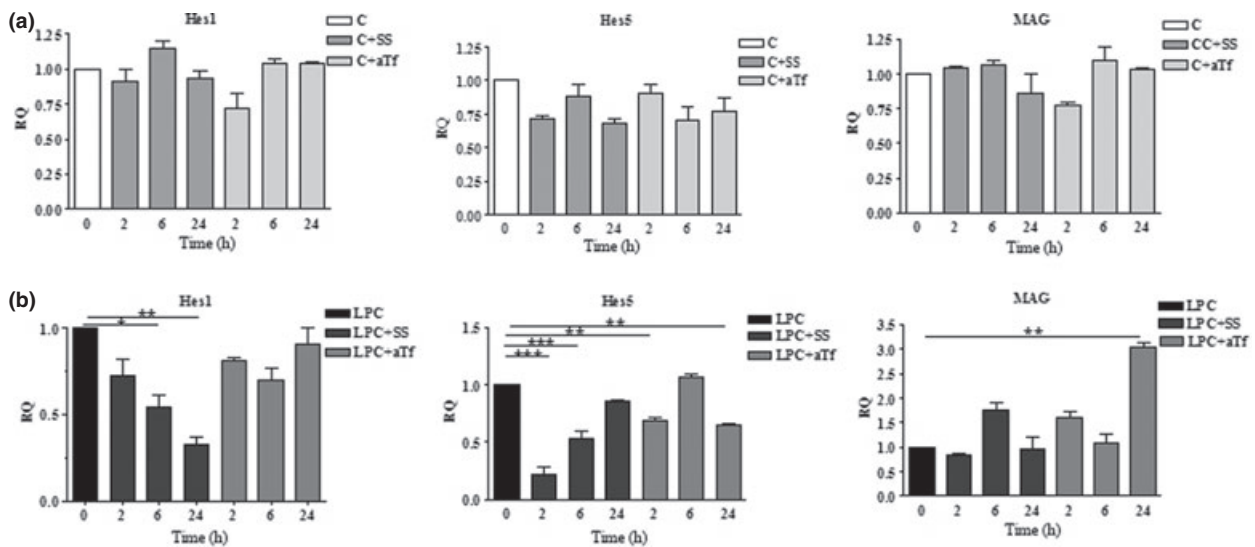 (a)
Hes1
C
C+SS
C+aTf
RQ
1.25
1.00
0.75
0.50
0.25
0.00
0 2 6 24 2 6 24
Time (h)
Hes5
C
C+SS
C+aTf
RQ
1.25
1.00
0.75
0.50
0.25
0.00
0 2 6 24 2 6 24
Time (h)
MAG
C
CC+SS
C+aTf
RQ
1.25
1.00
0.75
0.50
0.25
0.00
0 2 6 24 2 6 24
Time (h)
(b)
Hes1
LPC
LPC+SS
LPC+aTf
**
*
RQ
1.0
0.5
0.0
0 2 6 24 2 6 24
Time (h)
Hes5
LPC
LPC+SS
LPC+aTf
**
**
***
***
RQ
1.5
1.0
0.5
0.0
0 2 6 24 2 6 24
Time (h)
MAG
LPC
LPC+SS
LPC+aTf
**
RQ
3.5
3.0
2.5
2.0
1.5
1.0
0.5
0.0
0 2 6 24 2 6 24
Time (h)